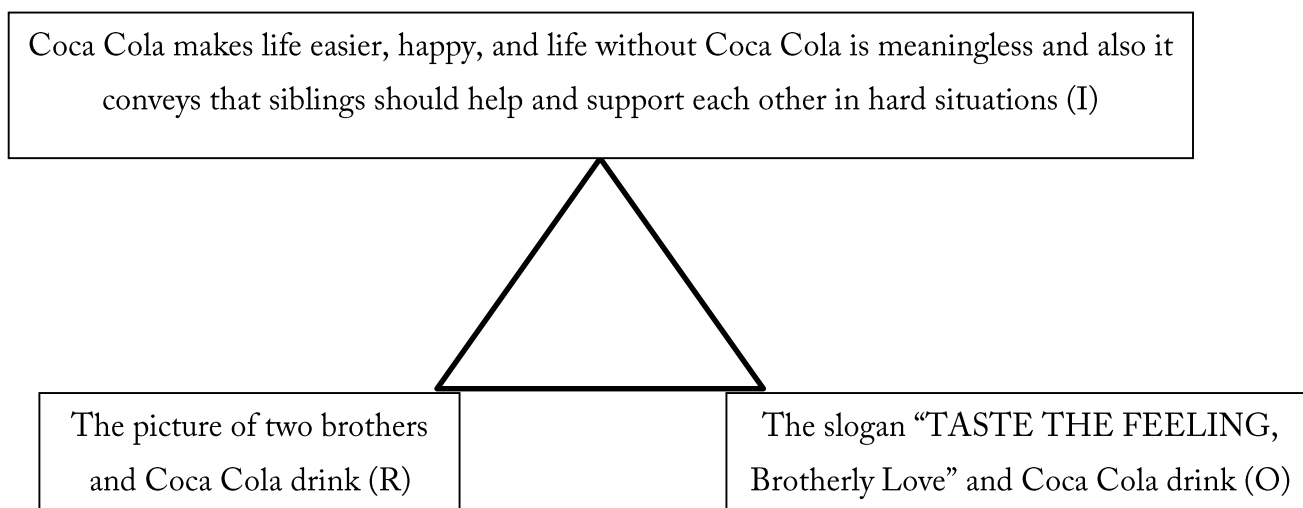 Coca Cola makes life easier, happy, and life without Coca Cola is meaningless and also it
conveys that siblings should help and support each other in hard situations (I)
The picture of two brothers
and Coca Cola drink (R)
The slogan “TASTE THE FEELING,
Brotherly Love” and Coca Cola drink (O)